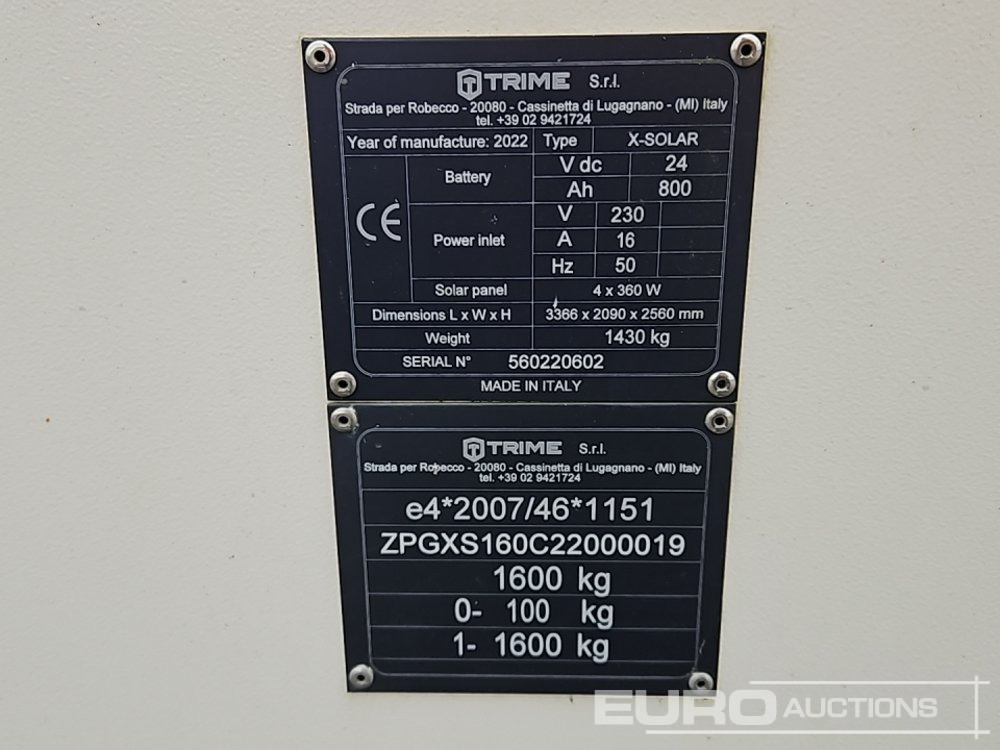 TRIME S.r.l.
Strada per Robecco - 20080 - Cassinetta di Lugagnano - (MI) Italy
tel. +39 02 9421724
Year of manufacture: 2022 Type X-SOLAR
CE
Battery V dc 24
Ah 800
Power inlet V 230
A 16
Hz 50
Solar panel 4 x 360 W
Dimensions L x W x H 3366 x 2090 x 2560 mm
Weight 1430 kg
SERIAL N° 560220602
MADE IN ITALY
TRIME S.r.l.
Strada per Robecco - 20080 - Cassinetta di Lugagnano - (MI) Italy
tel. +39 02 9421724
e4*2007/46*1151
ZPGXS160C22000019
1600 kg
0- 100 kg
1- 1600 kg
EURO AUCTIONS